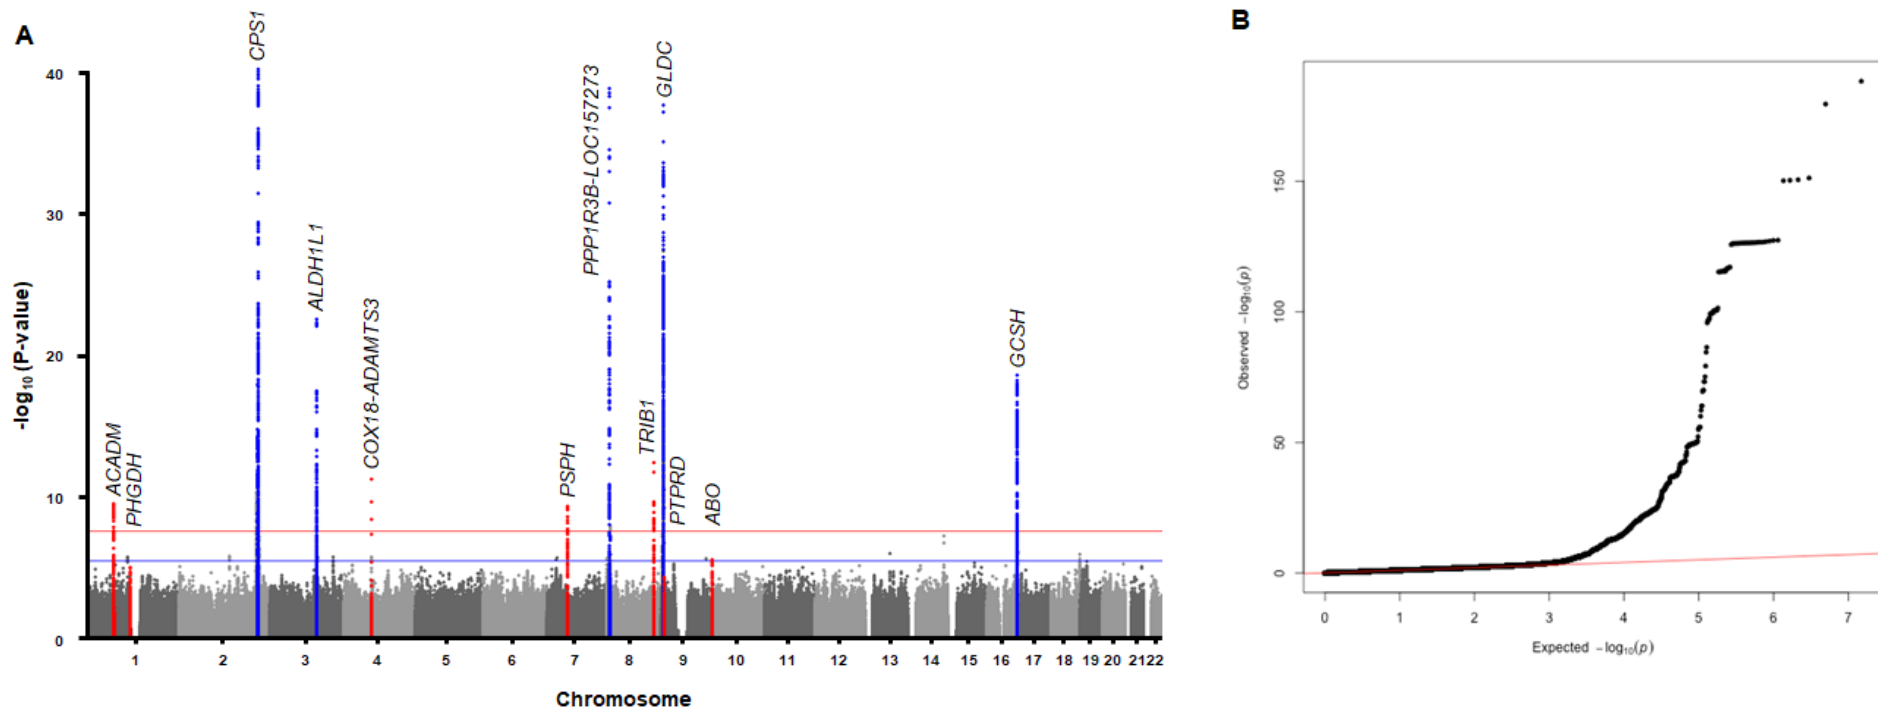 A
B
CPS1
GLDC
PPP1R3B-LOC157273
ALDH1L1
COX18-ADAMTS3
GCSH
TRIB1
ACADM
PHGDH
PSPH
PTPRD
ABO
40
30
20
10
0
-log10 (P-value)
1 2 3 4 5 6 7 8 9 10 11 12 13 14 15 16 17 18 19 20 21 22
Chromosome
150
100
50
0
Observed −log10(p)
0 1 2 3 4 5 6 7
Expected −log10(p)